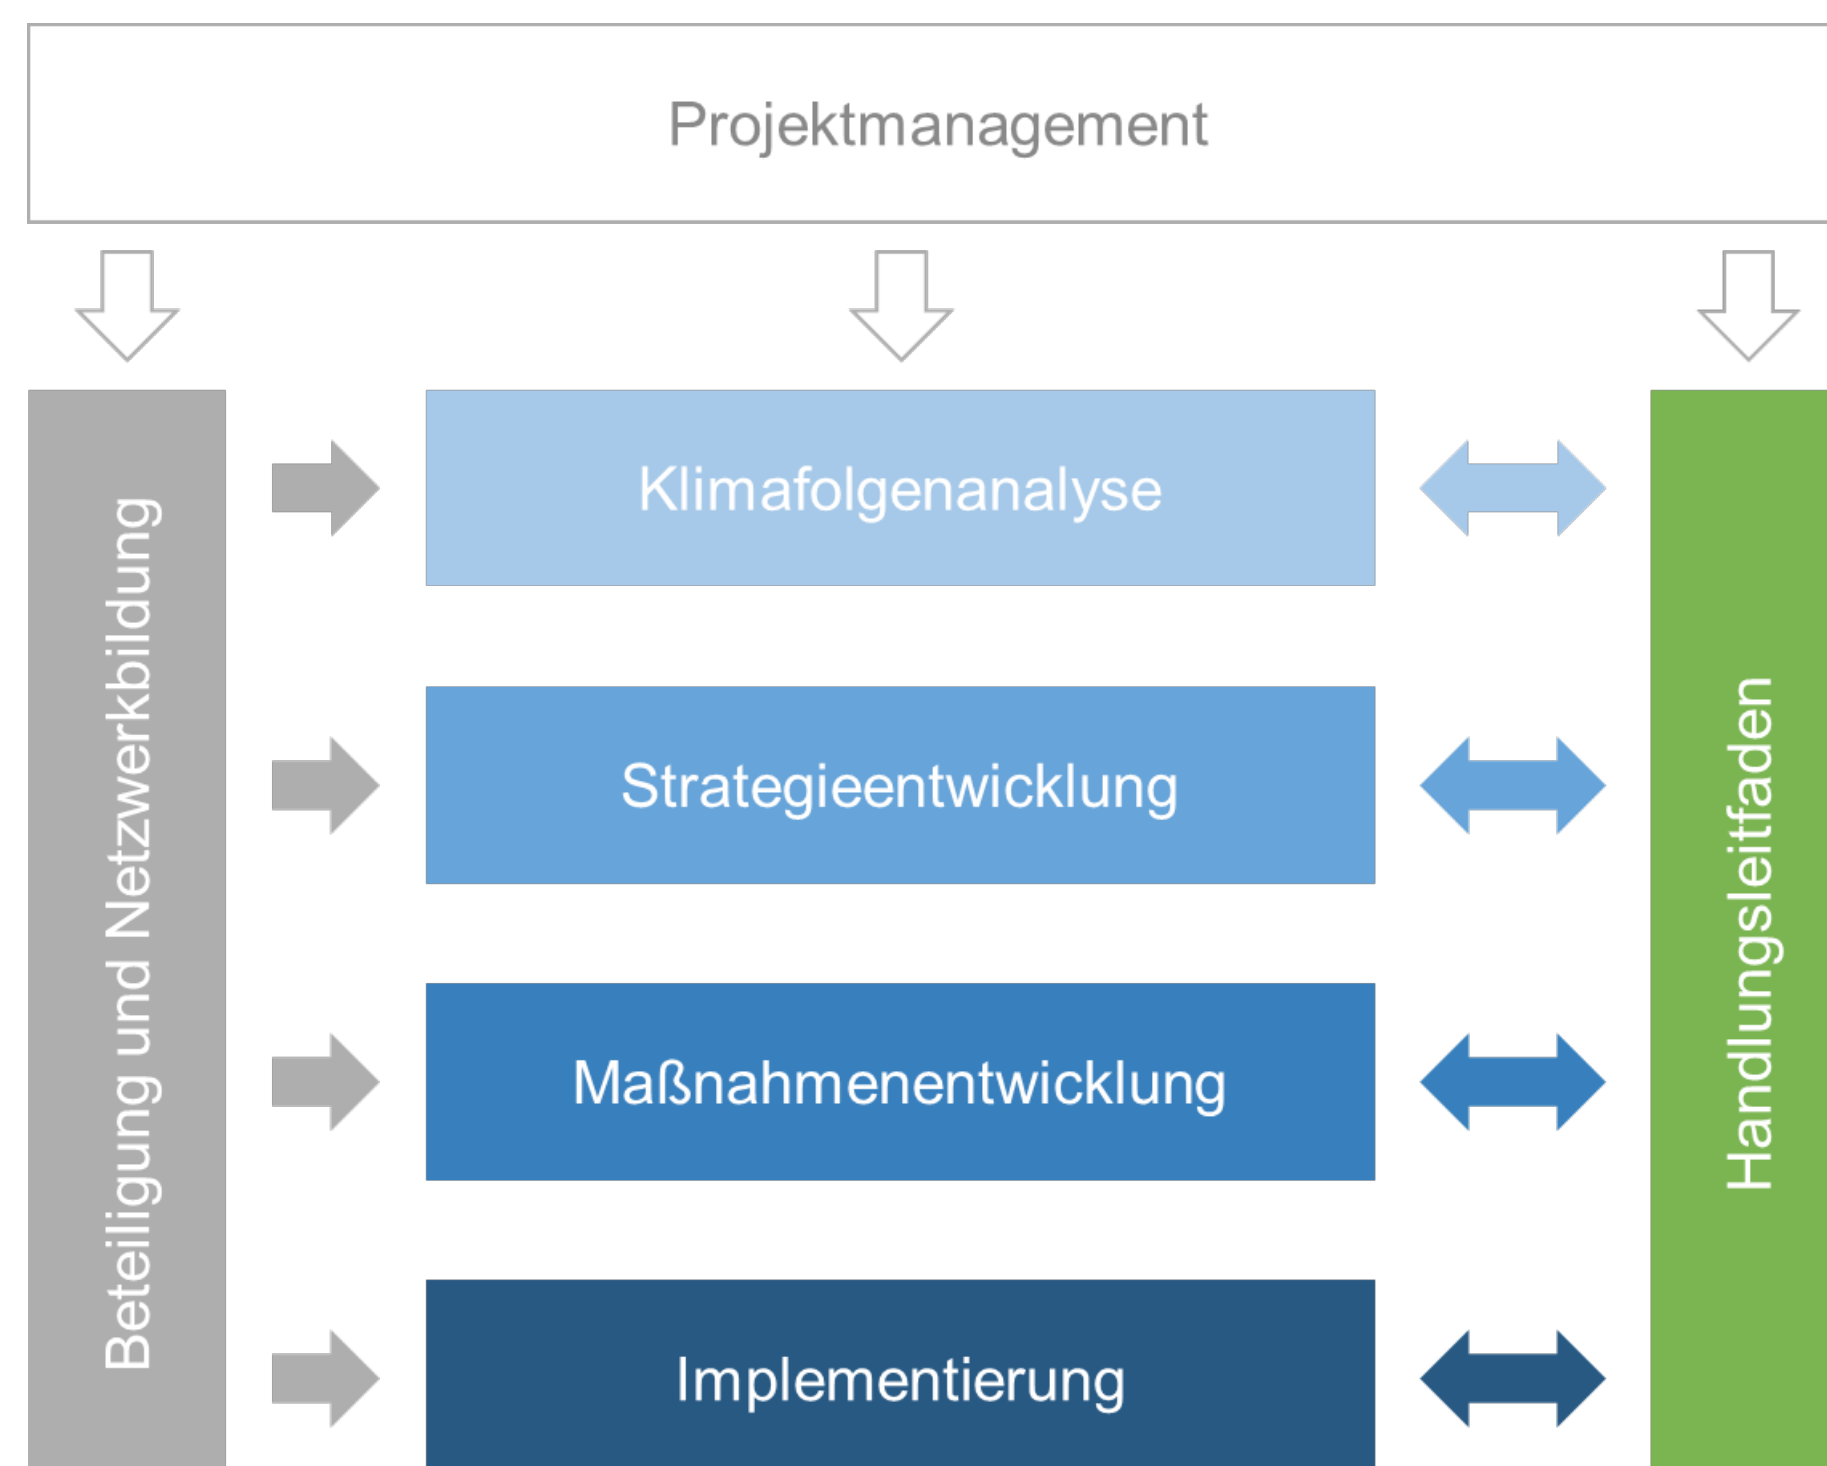 Projektmanagement
Beteiligung und Netzwerkbildung
Klimafolgenanalyse
Strategieentwicklung
Maßnahmenentwicklung
Implementierung
Handlungsleitfaden